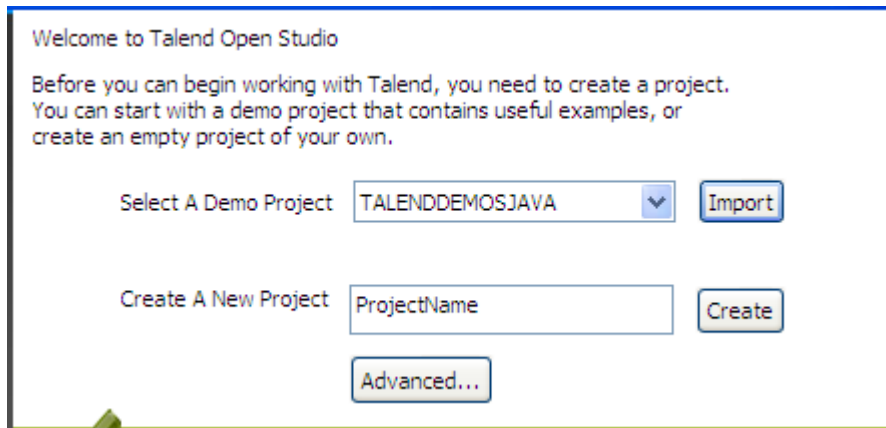 Welcome to Talend Open Studio
Before you can begin working with Talend, you need to create a project.
You can start with a demo project that contains useful examples, or
create an empty project of your own.
Select A Demo Project TALENDDEMOSJAVA Import
Create A New Project ProjectName Create
Advanced...